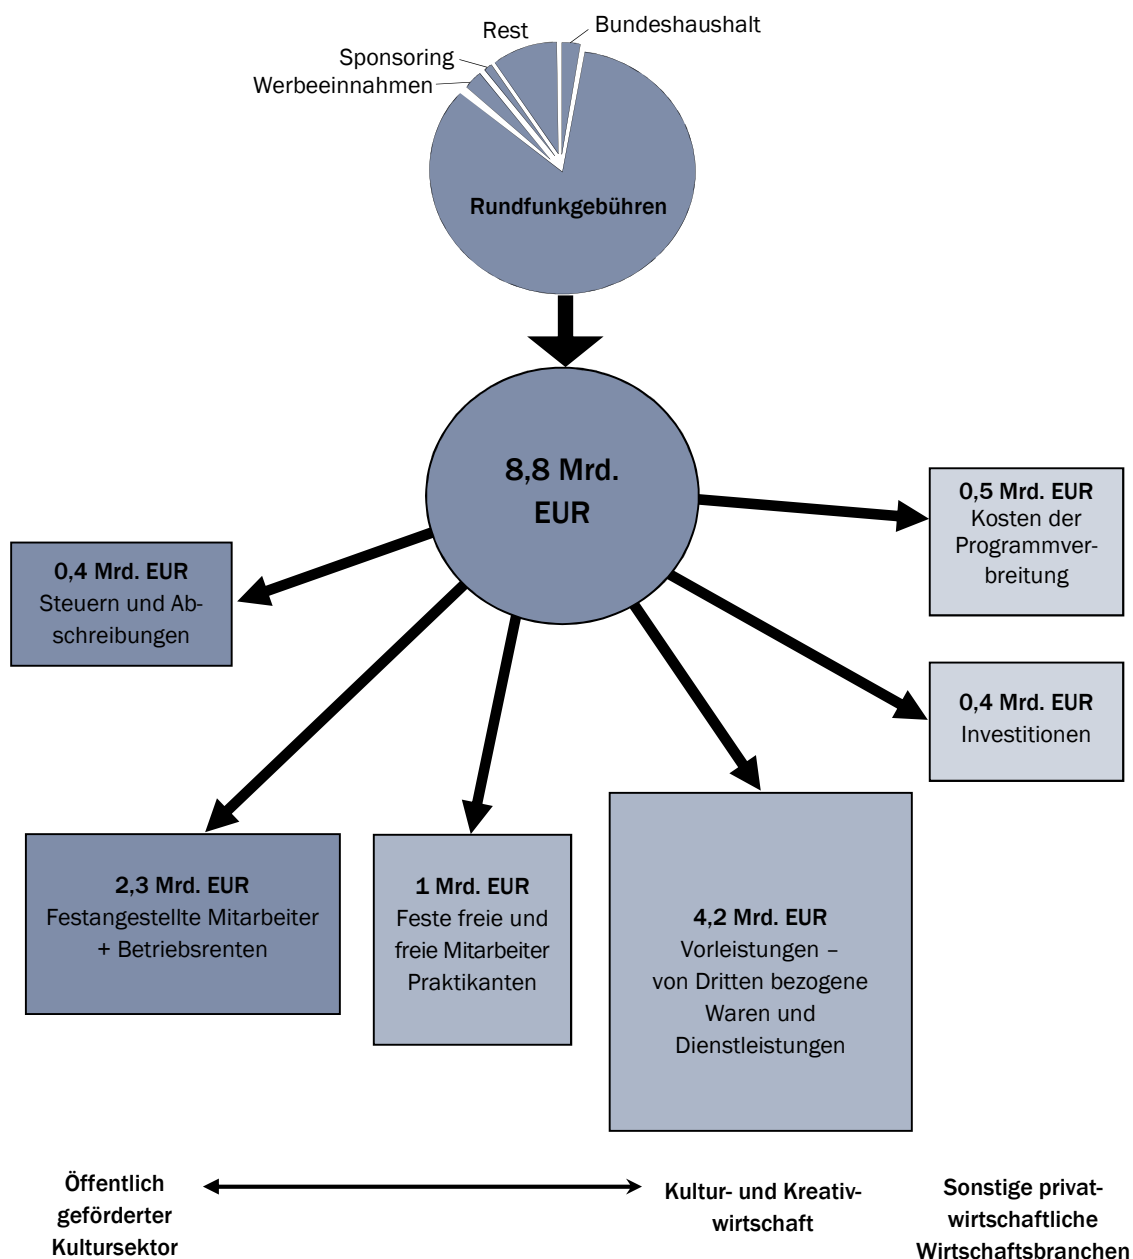 Rest
Bundeshaushalt
Sponsoring
Werbeeinnahmen
Rundfunkgebühren
8,8 Mrd.
EUR
0,5 Mrd. EUR
Kosten der
Programmver-
breitung
0,4 Mrd. EUR
Steuern und Ab-
schreibungen
0,4 Mrd. EUR
Investitionen
2,3 Mrd. EUR
Festangestellte Mitarbeiter
+ Betriebsrenten
1 Mrd. EUR
Feste freie und
freie Mitarbeiter
Praktikanten
4,2 Mrd. EUR
Vorleistungen –
von Dritten bezogene
Waren und
Dienstleistungen
Öffentlich
geförderter
Kultursektor
Kultur- und Kreativ-
wirtschaft
Sonstige privat-
wirtschaftliche
Wirtschaftsbranchen